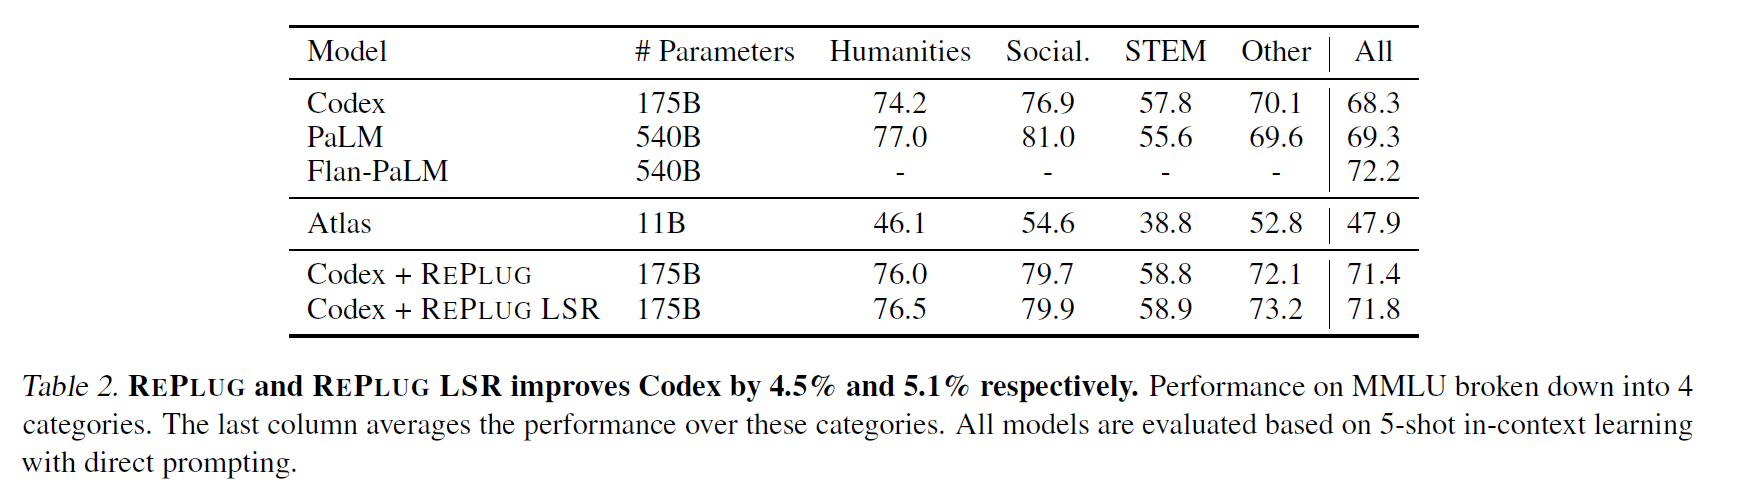 Model # Parameters Humanities Social. STEM Other All
Codex 175B 74.2 76.9 57.8 70.1 68.3
PaLM 540B 77.0 81.0 55.6 69.6 69.3
Flan-PaLM 540B - - - - 72.2
Atlas 11B 46.1 54.6 38.8 52.8 47.9
Codex + REPLUG 175B 76.0 79.7 58.8 72.1 71.4
Codex + REPLUG LSR 175B 76.5 79.9 58.9 73.2 71.8
Table 2. REPLUG and REPLUG LSR improves Codex by 4.5% and 5.1% respectively. Performance on MMLU broken down into 4
categories. The last column averages the performance over these categories. All models are evaluated based on 5-shot in-context learning
with direct prompting.